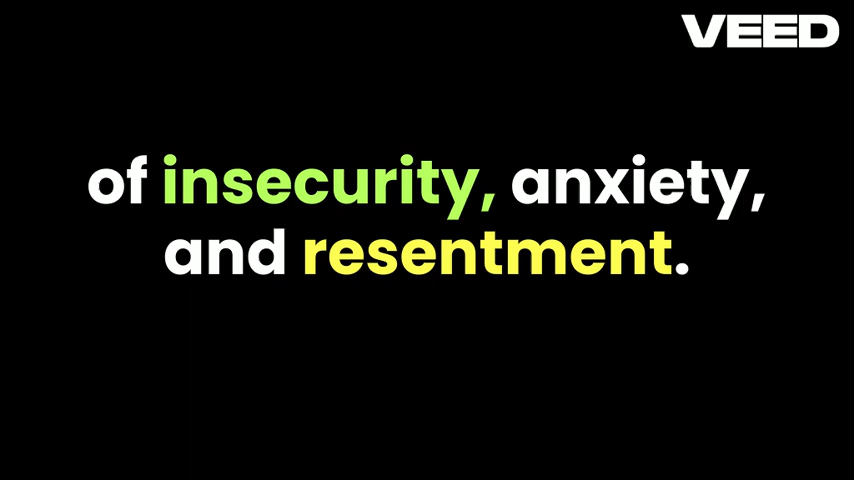 VEED
of insecurity, anxiety,
and resentment.